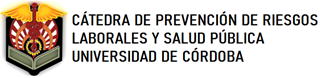 CÁTEDRA DE PREVENCIÓN DE RIESGOS
LABORALES Y SALUD PÚBLICA
UNIVERSIDAD DE CÓRDOBA